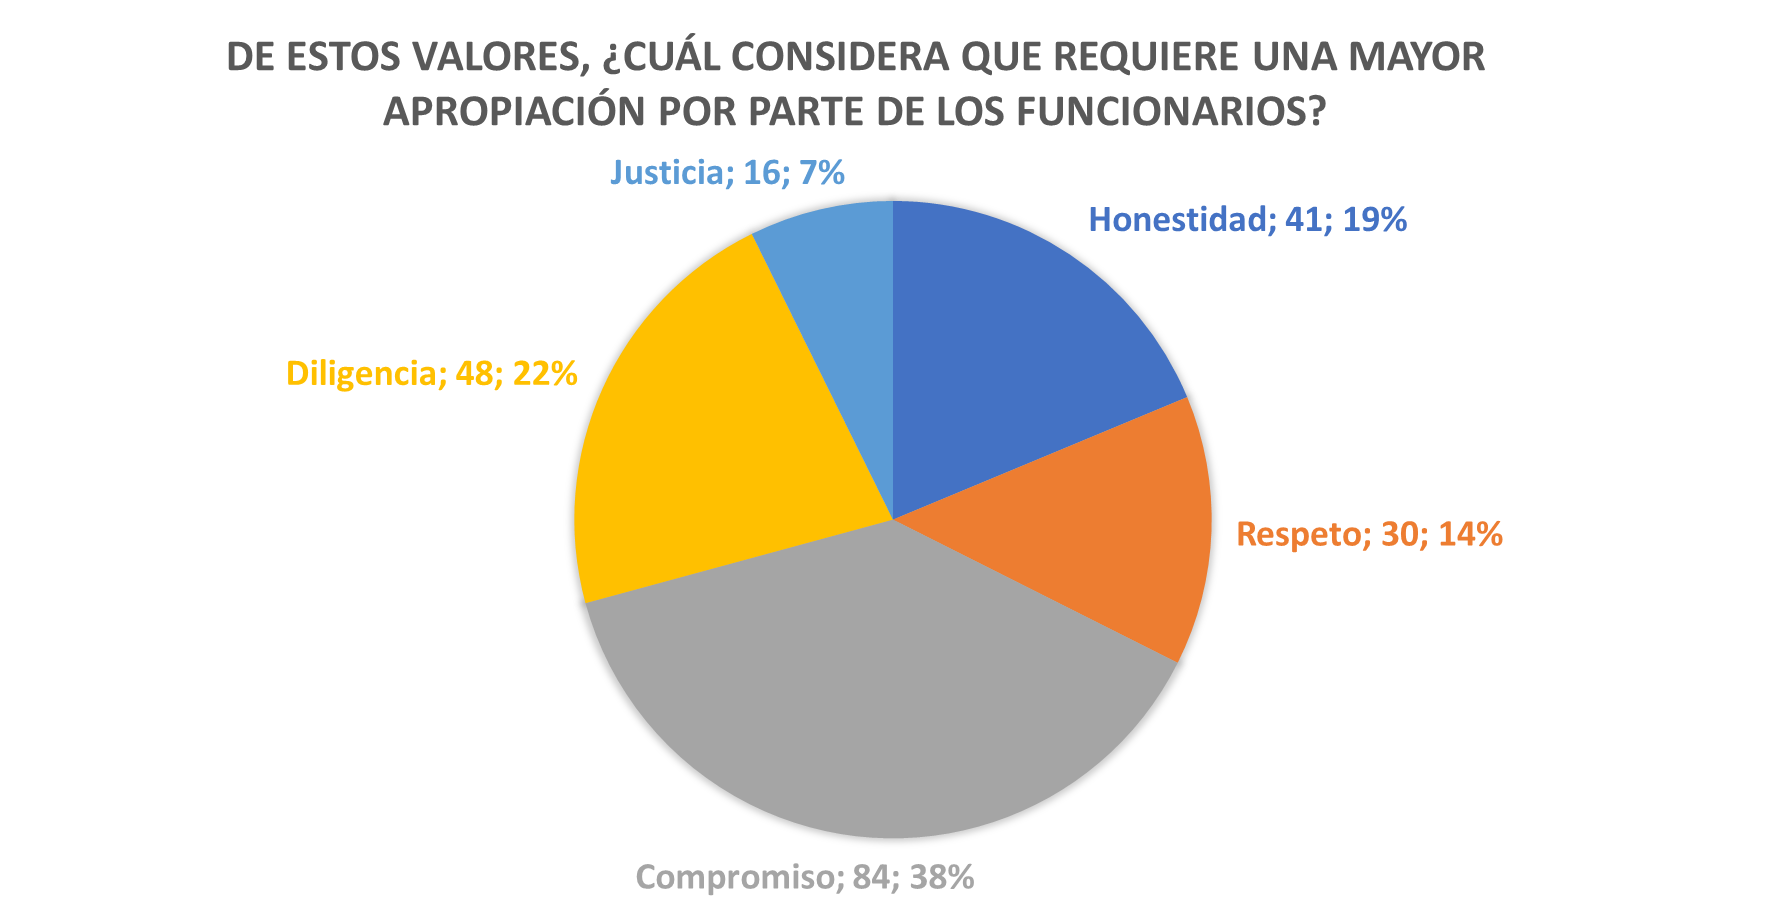 DE ESTOS VALORES, ¿CUÁL CONSIDERA QUE REQUIERE UNA MAYOR
APROPIACIÓN POR PARTE DE LOS FUNCIONARIOS?
Justicia; 16; 7%
Honestidad; 41; 19%
Diligencia; 48; 22%
Respeto; 30; 14%
Compromiso; 84; 38%